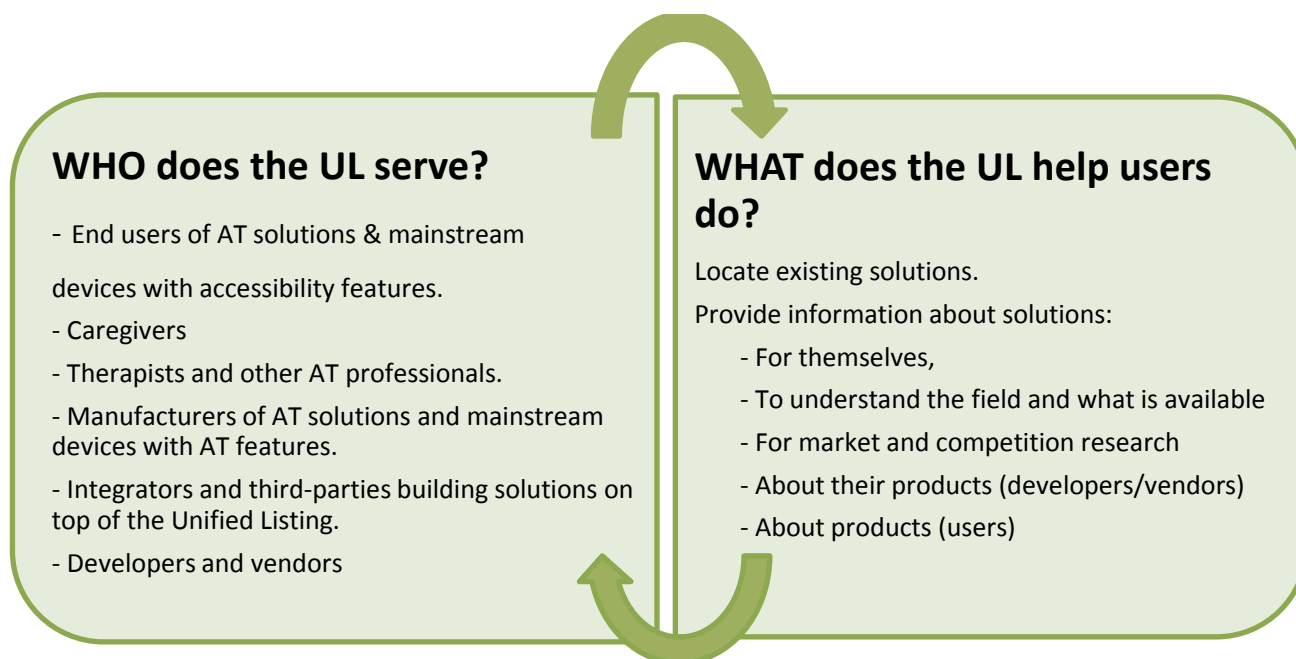 WHO does the UL serve?
- End users of AT solutions & mainstream
devices with accessibility features.
- Caregivers
- Therapists and other AT professionals.
- Manufacturers of AT solutions and mainstream
devices with AT features.
- Integrators and third-parties building solutions on
top of the Unified Listing.
- Developers and vendors
WHAT does the UL help users
do?
Locate existing solutions.
Provide information about solutions:
- For themselves,
- To understand the field and what is available
- For market and competition research
- About their products (developers/vendors)
- About products (users)